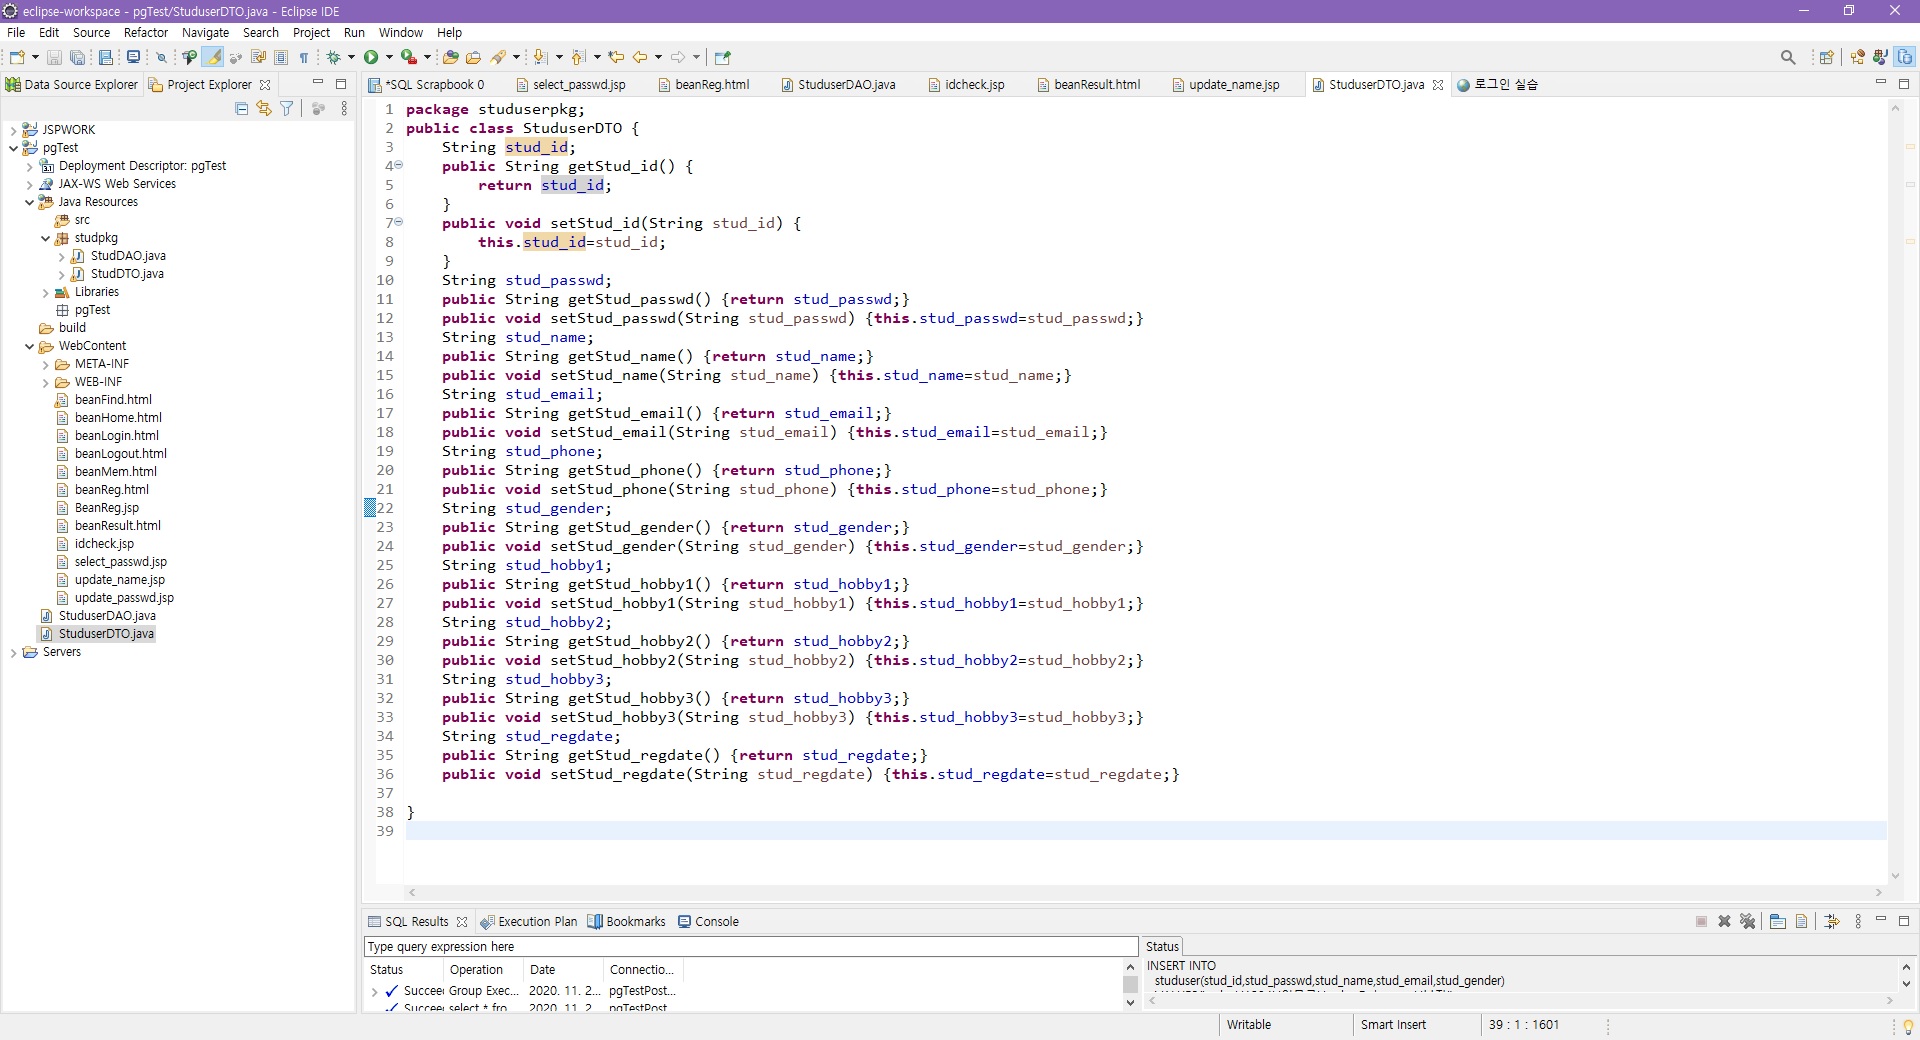 eclipse-workspace - pgTest/StuduserDTO.java - Eclipse IDE
File Edit Source Refactor Navigate Search Project Run Window Help
Data Source Explorer Project Explorer
*SQL Scrapbook 0 select_passwd.jsp beanReg.html StuduserDAO.java idcheck.jsp beanResult.html update_name.jsp StuduserDTO.java 로그인 실습
JSPWORK
pgTest
Deployment Descriptor: pgTest
JAX-WS Web Services
Java Resources
src
studpkg
StudDAO.java
StudDTO.java
Libraries
pgTest
build
WebContent
META-INF
WEB-INF
beanFind.html
beanHome.html
beanLogin.html
beanLogout.html
beanMem.html
beanReg.html
BeanReg.jsp
beanResult.html
idcheck.jsp
select_passwd.jsp
update_name.jsp
update_passwd.jsp
StuduserDAO.java
StuduserDTO.java
Servers
1 package studuserpkg;
2 public class StuduserDTO {
3 String stud_id;
4 public String getStud_id() {
5 return stud_id;
6 }
7 public void setStud_id(String stud_id) {
8 this.stud_id=stud_id;
9 }
10 String stud_passwd;
11 public String getStud_passwd() {return stud_passwd;}
12 public void setStud_passwd(String stud_passwd) {this.stud_passwd=stud_passwd;}
13 String stud_name;
14 public String getStud_name() {return stud_name;}
15 public void setStud_name(String stud_name) {this.stud_name=stud_name;}
16 String stud_email;
17 public String getStud_email() {return stud_email;}
18 public void setStud_email(String stud_email) {this.stud_email=stud_email;}
19 String stud_phone;
20 public String getStud_phone() {return stud_phone;}
21 public void setStud_phone(String stud_phone) {this.stud_phone=stud_phone;}
22 String stud_gender;
23 public String getStud_gender() {return stud_gender;}
24 public void setStud_gender(String stud_gender) {this.stud_gender=stud_gender;}
25 String stud_hobby1;
26 public String getStud_hobby1() {return stud_hobby1;}
27 public void setStud_hobby1(String stud_hobby1) {this.stud_hobby1=stud_hobby1;}
28 String stud_hobby2;
29 public String getStud_hobby2() {return stud_hobby2;}
30 public void setStud_hobby2(String stud_hobby2) {this.stud_hobby2=stud_hobby2;}
31 String stud_hobby3;
32 public String getStud_hobby3() {return stud_hobby3;}
33 public void setStud_hobby3(String stud_hobby3) {this.stud_hobby3=stud_hobby3;}
34 String stud_regdate;
35 public String getStud_regdate() {return stud_regdate;}
36 public void setStud_regdate(String stud_regdate) {this.stud_regdate=stud_regdate;}
37
38 }
39
SQL Results Execution Plan Bookmarks Console
Type query expression here
Status Operation Date Connectio...
Succee Group Exec... 2020. 11. 2... pgTestPost...
Succee select * fro 2020. 11. 2 pgTestPost
Status
INSERT INTO
studuser(stud_id,stud_passwd,stud_name,stud_email,stud_gender)
Writable Smart Insert 39 : 1 : 1601